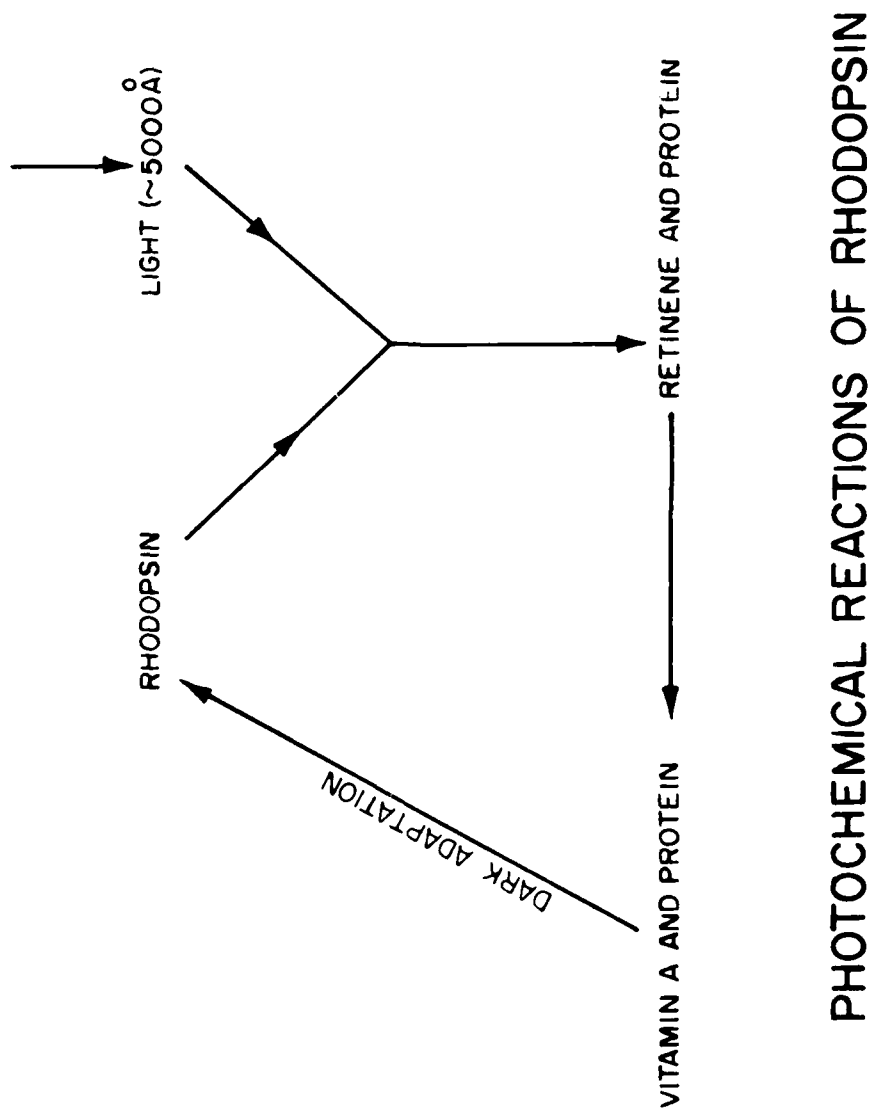 LIGHT (~5000Å)
RHODOPSIN
DARK ADAPTATION
RETINENE AND PROTEIN
VITAMIN A AND PROTEIN
PHOTOCHEMICAL REACTIONS OF RHODOPSIN